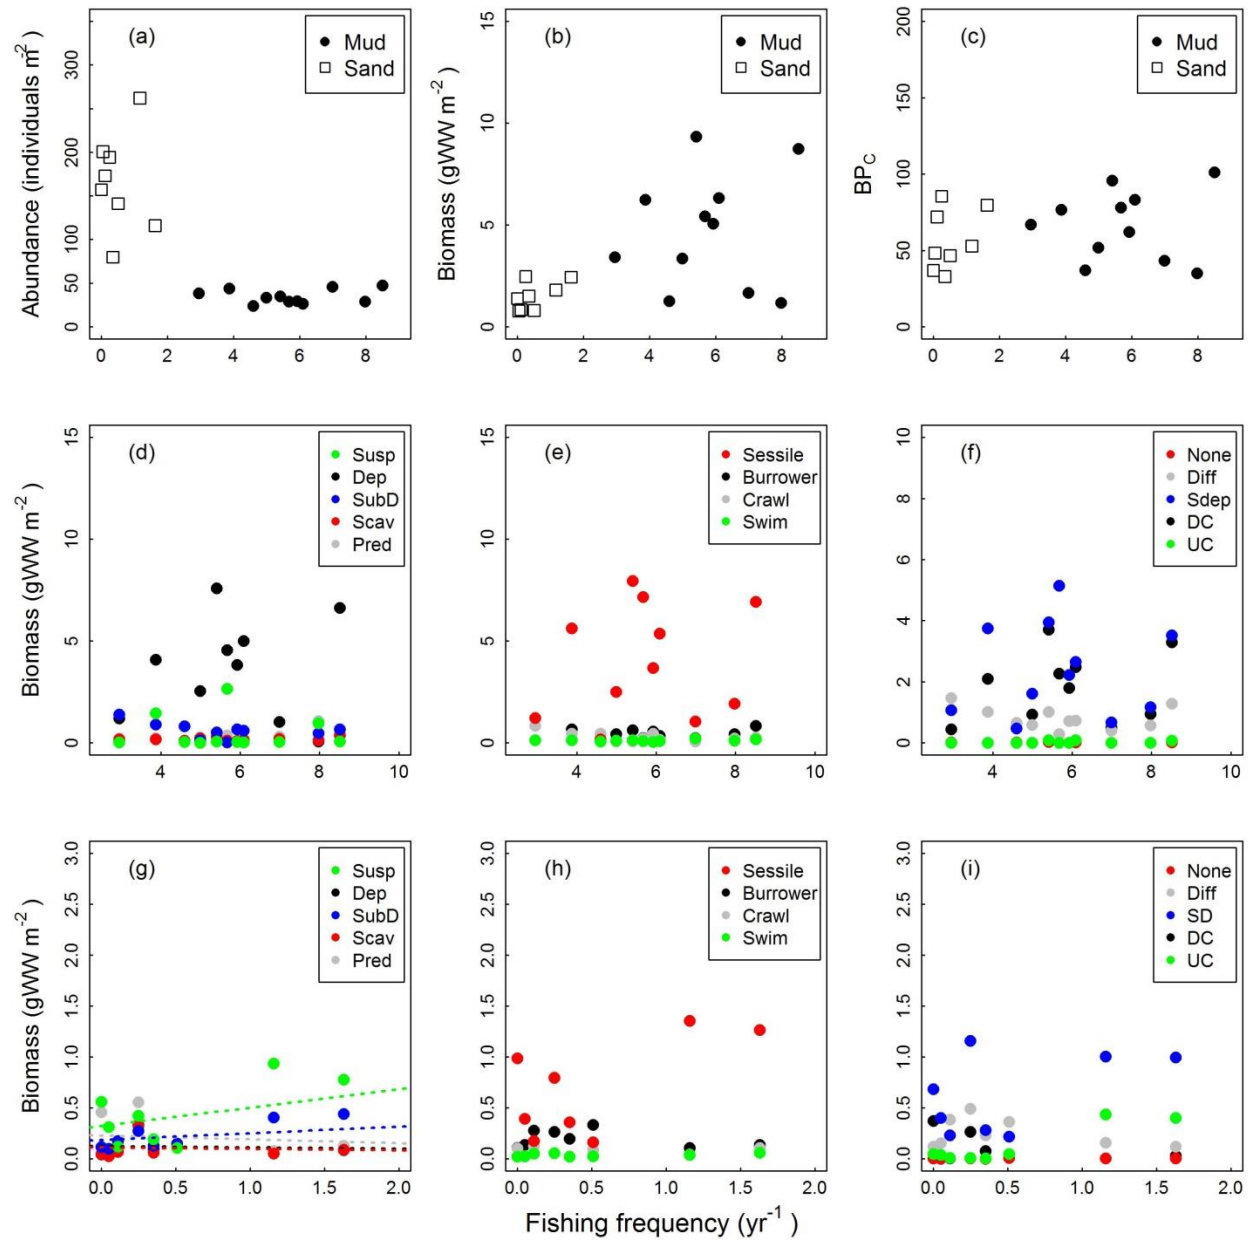 (a)
Mud
Sand
Abundance (individuals m⁻²)
0 50 100 150 200 300
0 2 4 6 8
(b)
Mud
Sand
Biomass (gWW m⁻²)
0 5 10 15
0 2 4 6 8
(c)
Mud
Sand
BP_C
0 50 100 150 200
0 2 4 6 8
(d)
Susp
Dep
SubD
Scav
Pred
Biomass (gWW m⁻²)
0 5 10 15
4 6 8 10
(e)
Sessile
Burrower
Crawl
Swim
0 5 10 15
4 6 8 10
(f)
None
Diff
Sdep
DC
UC
0 2 4 6 8 10
4 6 8 10
(g)
Susp
Dep
SubD
Scav
Pred
Biomass (gWW m⁻²)
0.0 0.5 1.0 1.5 2.0 2.5 3.0
0.0 0.5 1.0 1.5 2.0
(h)
Sessile
Burrower
Crawl
Swim
0.0 0.5 1.0 1.5 2.0 2.5 3.0
0.0 0.5 1.0 1.5 2.0
(i)
None
Diff
SD
DC
UC
0.0 0.5 1.0 1.5 2.0 2.5 3.0
0.0 0.5 1.0 1.5 2.0
Fishing frequency (yr⁻¹)